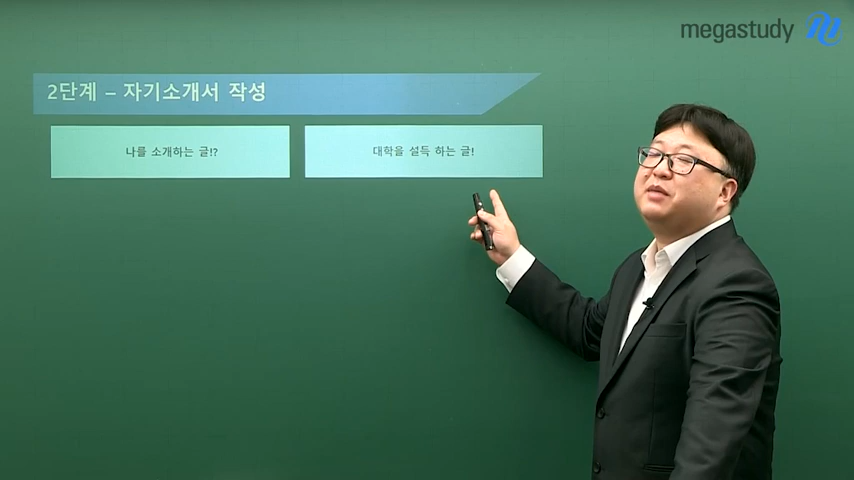 megastudy
2단계 – 자기소개서 작성
나를 소개하는 글!?
대학을 설득 하는 글!